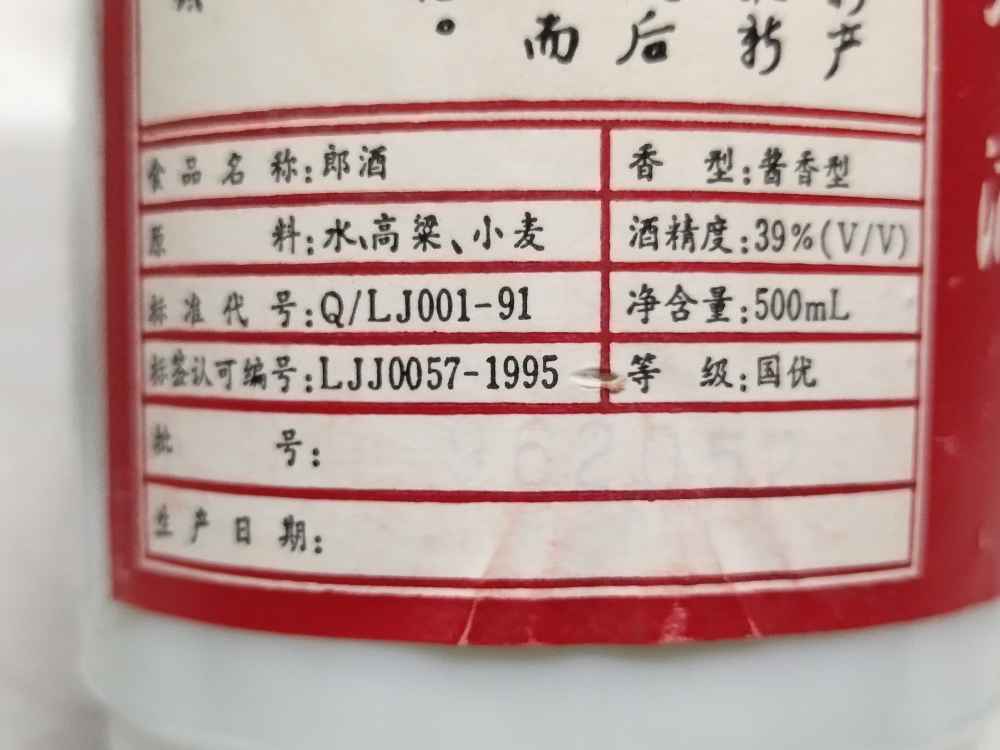 而 后 新 产
食品名称:郎酒 香型:酱香型
原料:水、高粱、小麦 酒精度:39%(V/V)
标准代号:Q/LJ001-91 净含量:500mL
标签认可编号:LJJ0057-1995 等级:国优
批号:
生产日期: